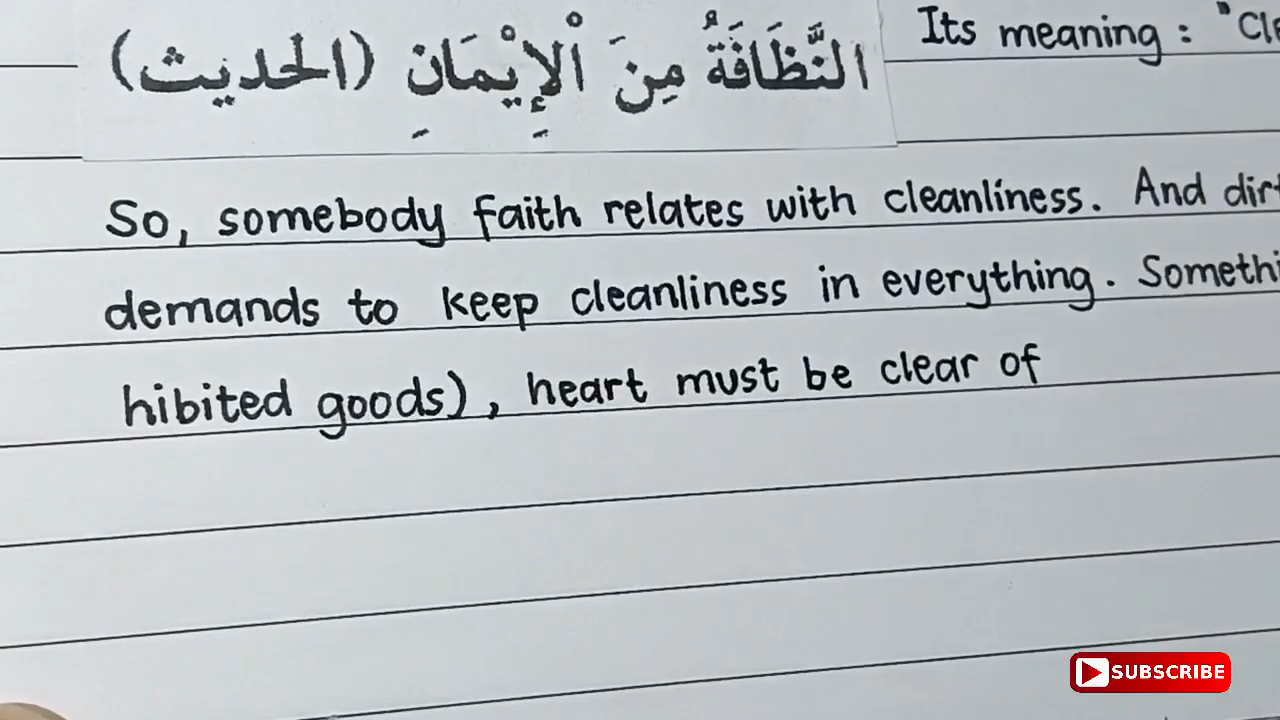 النَّظَافَةُ مِنَ الْإِيْمَانِ (الحديث)
Its meaning : "Cl
So, somebody faith relates with cleanliness. And dirt
demands to keep cleanliness in everything. Somethi
hibited goods), heart must be clear of
SUBSCRIBE